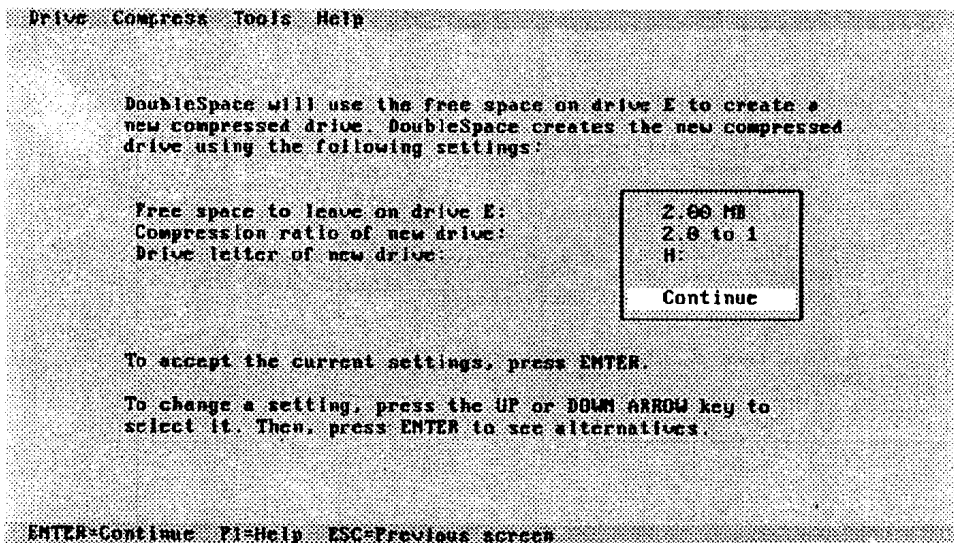 Drive Compress Tools Help
DoubleSpace will use the free space on drive E to create a
new compressed drive. DoubleSpace creates the new compressed
drive using the following settings:
Free space to leave on drive E: 2.00 MB
Compression ratio of new drive: 2.0 to 1
Drive letter of new drive: H:
Continue
To accept the current settings, press ENTER.
To change a setting, press the UP or DOWN ARROW key to
select it. Then, press ENTER to see alternatives.
ENTER=Continue F1=Help ESC=Previous screen